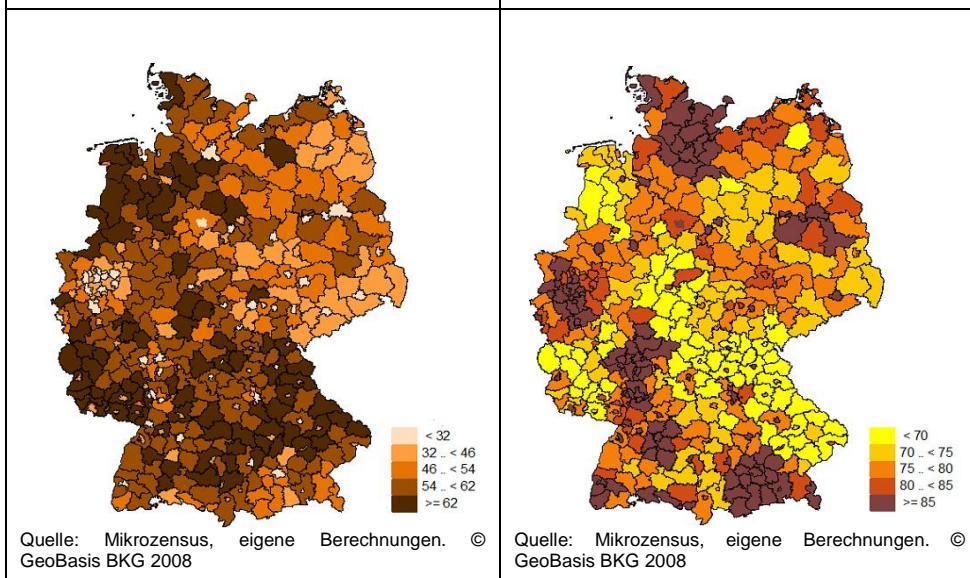 < 32
32 .. < 46
46 .. < 54
54 .. < 62
>= 62
Quelle: Mikrozensus, eigene Berechnungen. ©
GeoBasis BKG 2008
< 70
70 .. < 75
75 .. < 80
80 .. < 85
>= 85
Quelle: Mikrozensus, eigene Berechnungen. ©
GeoBasis BKG 2008